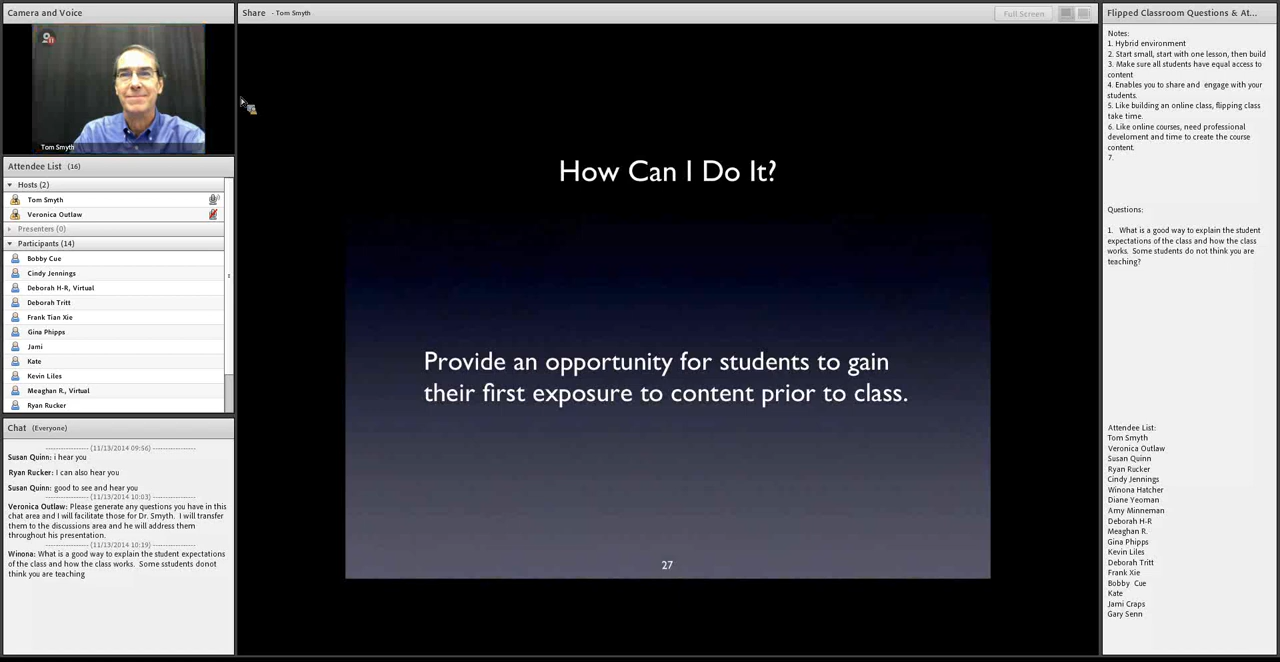 Camera and Voice
Tom Smyth
Attendee List (16)
Hosts (2)
Tom Smyth
Veronica Outlaw
Presenters (0)
Participants (14)
Bobby Cue
Cindy Jennings
Deborah H-R, Virtual
Deborah Tritt
Frank Tian Xie
Gina Phipps
Jami
Kate
Kevin Liles
Meaghan R., Virtual
Ryan Rucker
Chat (Everyone)
------------------ (11/13/2014 09:56) ------------------
Susan Quinn: i hear you
Ryan Rucker: I can also hear you
Susan Quinn: good to see and hear you
------------------ (11/13/2014 10:03) ------------------
Veronica Outlaw: Please generate any questions you have in this
chat area and I will facilitate those for Dr. Smyth. I will transfer
them to the discussions area and he will address them
throughout his presentation.
------------------ (11/13/2014 10:19) ------------------
Winona: What is a good way to explain the student expectations
of the class and how the class works. Some sstudents donot
think you are teaching
Share - Tom Smyth
Full Screen
How Can I Do It?
Provide an opportunity for students to gain
their first exposure to content prior to class.
27
Flipped Classroom Questions & At...
Notes:
1. Hybrid environment
2. Start small, start with one lesson, then build
3. Make sure all students have equal access to
content
4. Enables you to share and engage with your
students.
5. Like building an online class, flipping class
take time.
6. Like online courses, need professional
develoment and time to create the course
content.
7.
Questions:
1. What is a good way to explain the student
expectations of the class and how the class
works. Some students do not think you are
teaching?
Attendee List:
Tom Smyth
Veronica Outlaw
Susan Quinn
Ryan Rucker
Cindy Jennings
Winona Hatcher
Diane Yeoman
Amy Minneman
Deborah H-R
Meaghan R.
Gina Phipps
Kevin Liles
Deborah Tritt
Frank Xie
Bobby Cue
Kate
Jami Craps
Gary Senn